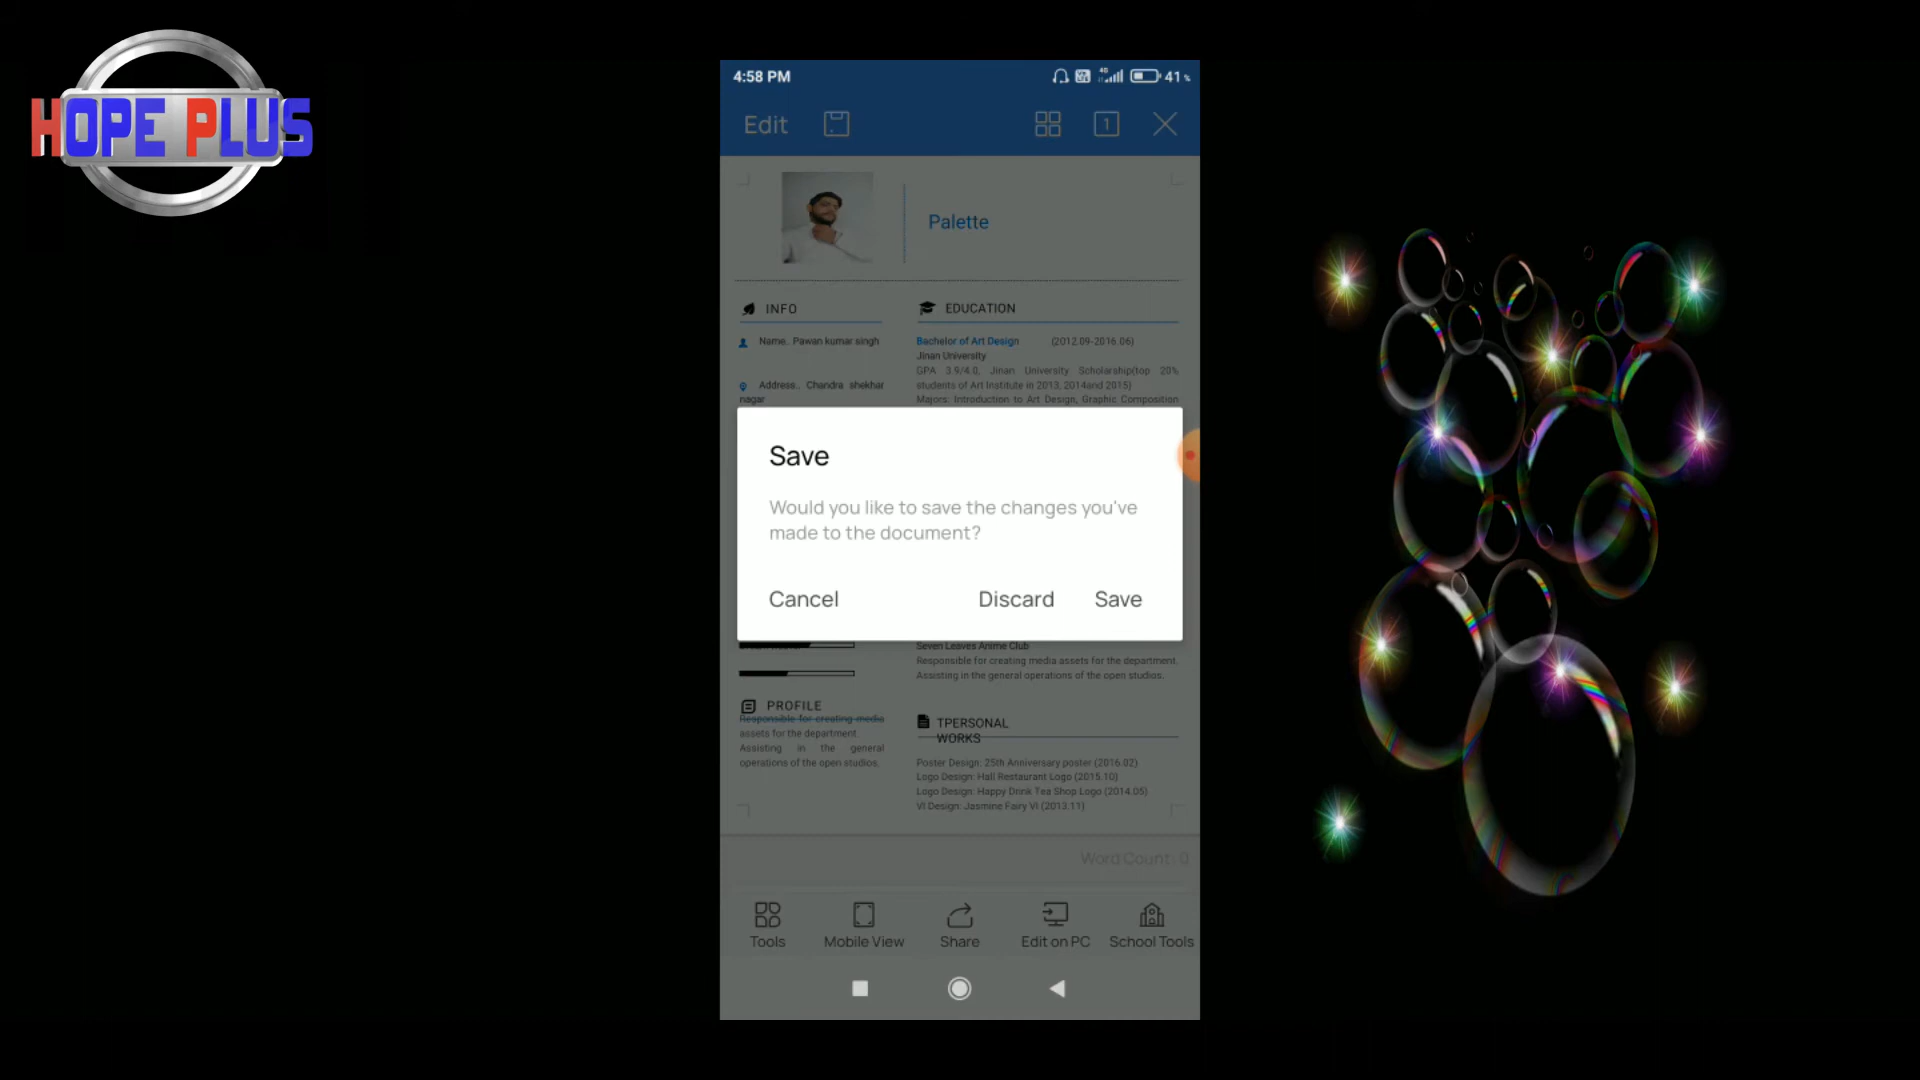 HOPE PLUS
4:58 PM
4G
41%
Edit
1
Palette
INFO
EDUCATION
Name.. Pawan kumar singh
Bachelor of Art Design (2012.09-2016.06)
Jinan University
GPA 3.9/4.0, Jinan University Scholarship(top 20%
Address.. Chandra shekhar
students of Art Institute in 2013, 2014and 2015)
nagar
Majors: Introduction to Art Design, Graphic Composition
Save
Would you like to save the changes you've
made to the document?
Cancel
Discard
Save
Seven Leaves Anime Club
Responsible for creating media assets for the department.
Assisting in the general operations of the open studios.
PROFILE
Responsible for creating media
assets for the department.
Assisting in the general
operations of the open studios.
TPERSONAL
WORKS
Poster Design: 25th Anniversary poster (2016.02)
Logo Design: Hall Restaurant Logo (2015.10)
Logo Design: Happy Drink Tea Shop Logo (2014.05)
VI Design: Jasmine Fairy VI (2013.11)
Word Count: 0
Tools
Mobile View
Share
Edit on PC
School Tools